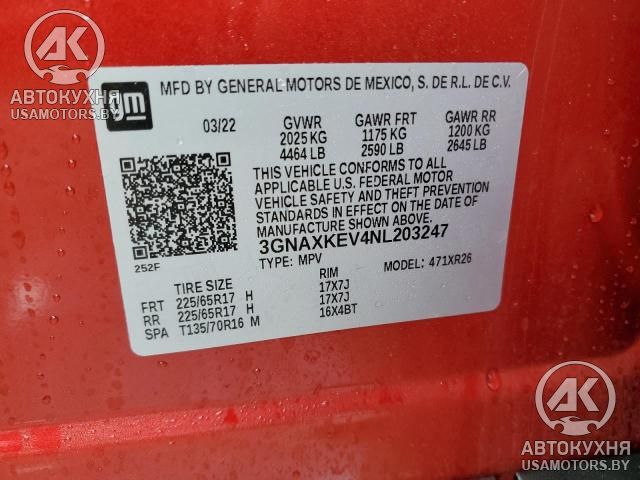 AK
АВТОКУХНЯ
USAMOTORS.BY
gm
MFD BY GENERAL MOTORS DE MEXICO, S. DE R.L. DE C.V.
03/22 GVWR GAWR FRT GAWR RR
2025 KG 1175 KG 1200 KG
4464 LB 2590 LB 2645 LB
THIS VEHICLE CONFORMS TO ALL
APPLICABLE U.S. FEDERAL MOTOR
VEHICLE SAFETY AND THEFT PREVENTION
STANDARDS IN EFFECT ON THE DATE OF
MANUFACTURE SHOWN ABOVE.
3GNAXKEV4NL203247
252F TYPE: MPV MODEL: 471XR26
TIRE SIZE RIM
FRT 225/65R17 H 17X7J
RR 225/65R17 H 17X7J
SPA T135/70R16 M 16X4BT
AK
АВТОКУХНЯ
USAMOTORS.BY